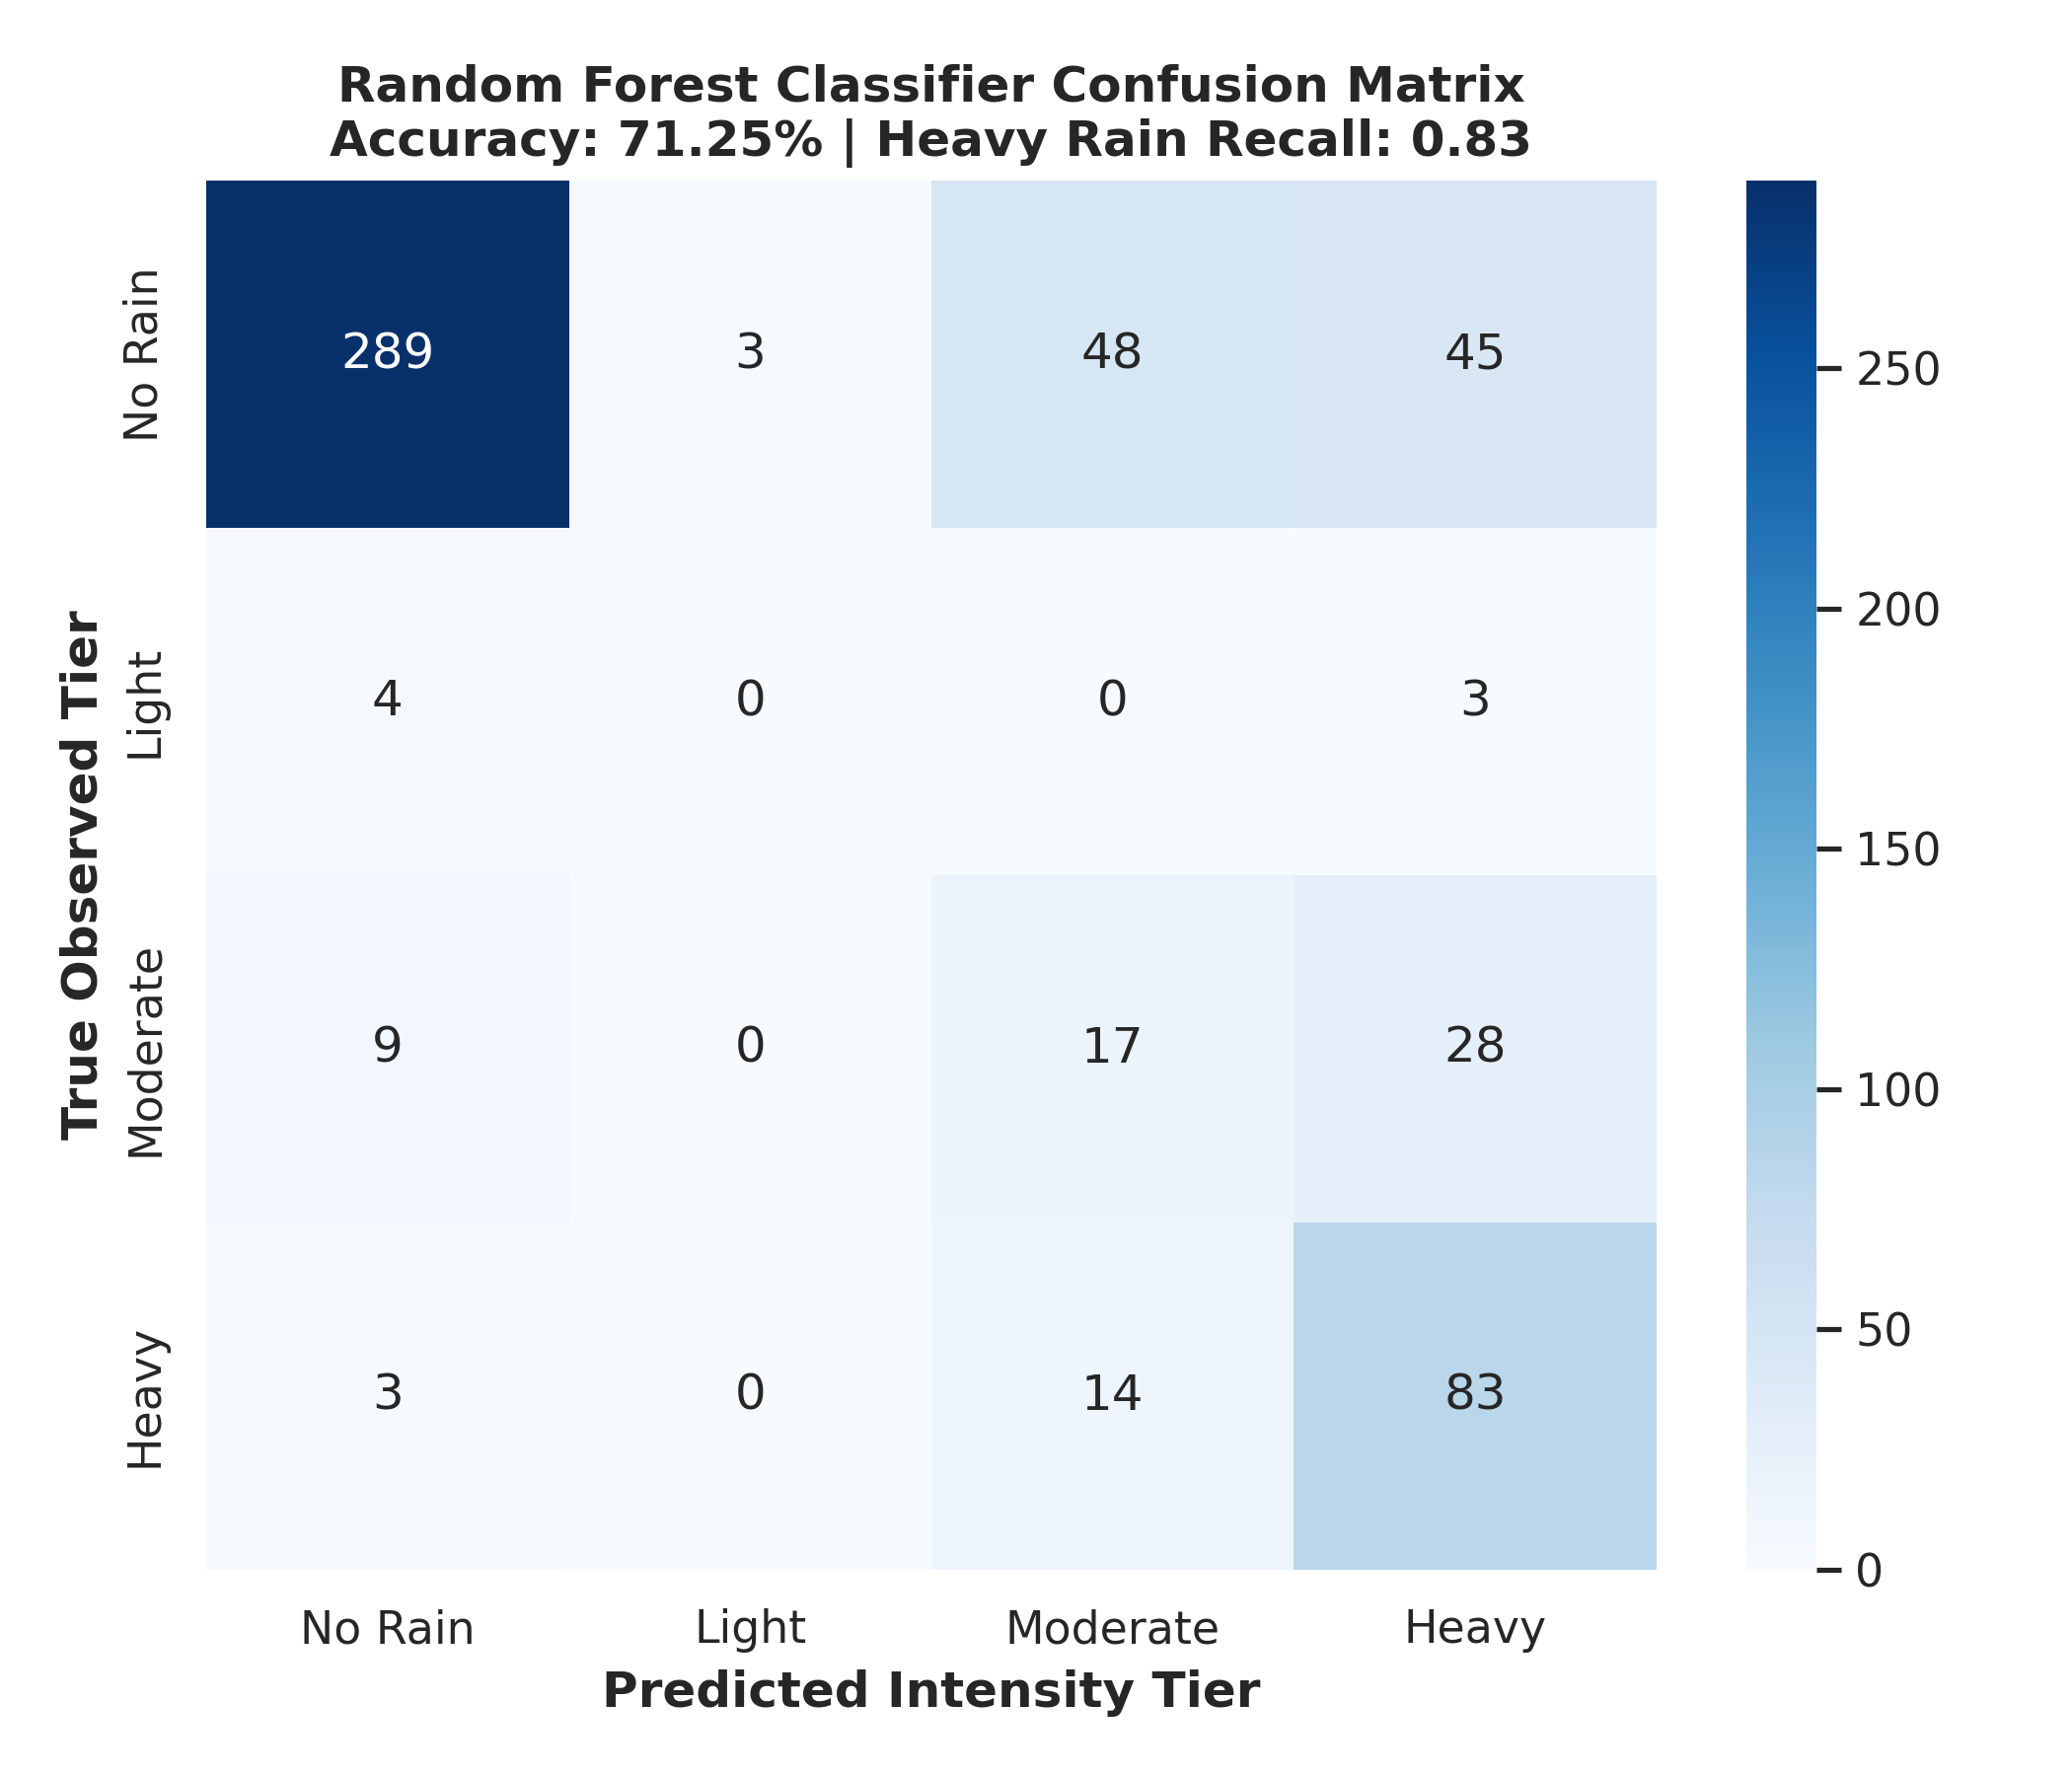 Random Forest Classifier Confusion Matrix
Accuracy: 71.25% | Heavy Rain Recall: 0.83
True Observed Tier
No Rain
289 3 48 45
Light
4 0 0 3
Moderate
9 0 17 28
Heavy
3 0 14 83
No Rain Light Moderate Heavy
Predicted Intensity Tier
250
200
150
100
50
0